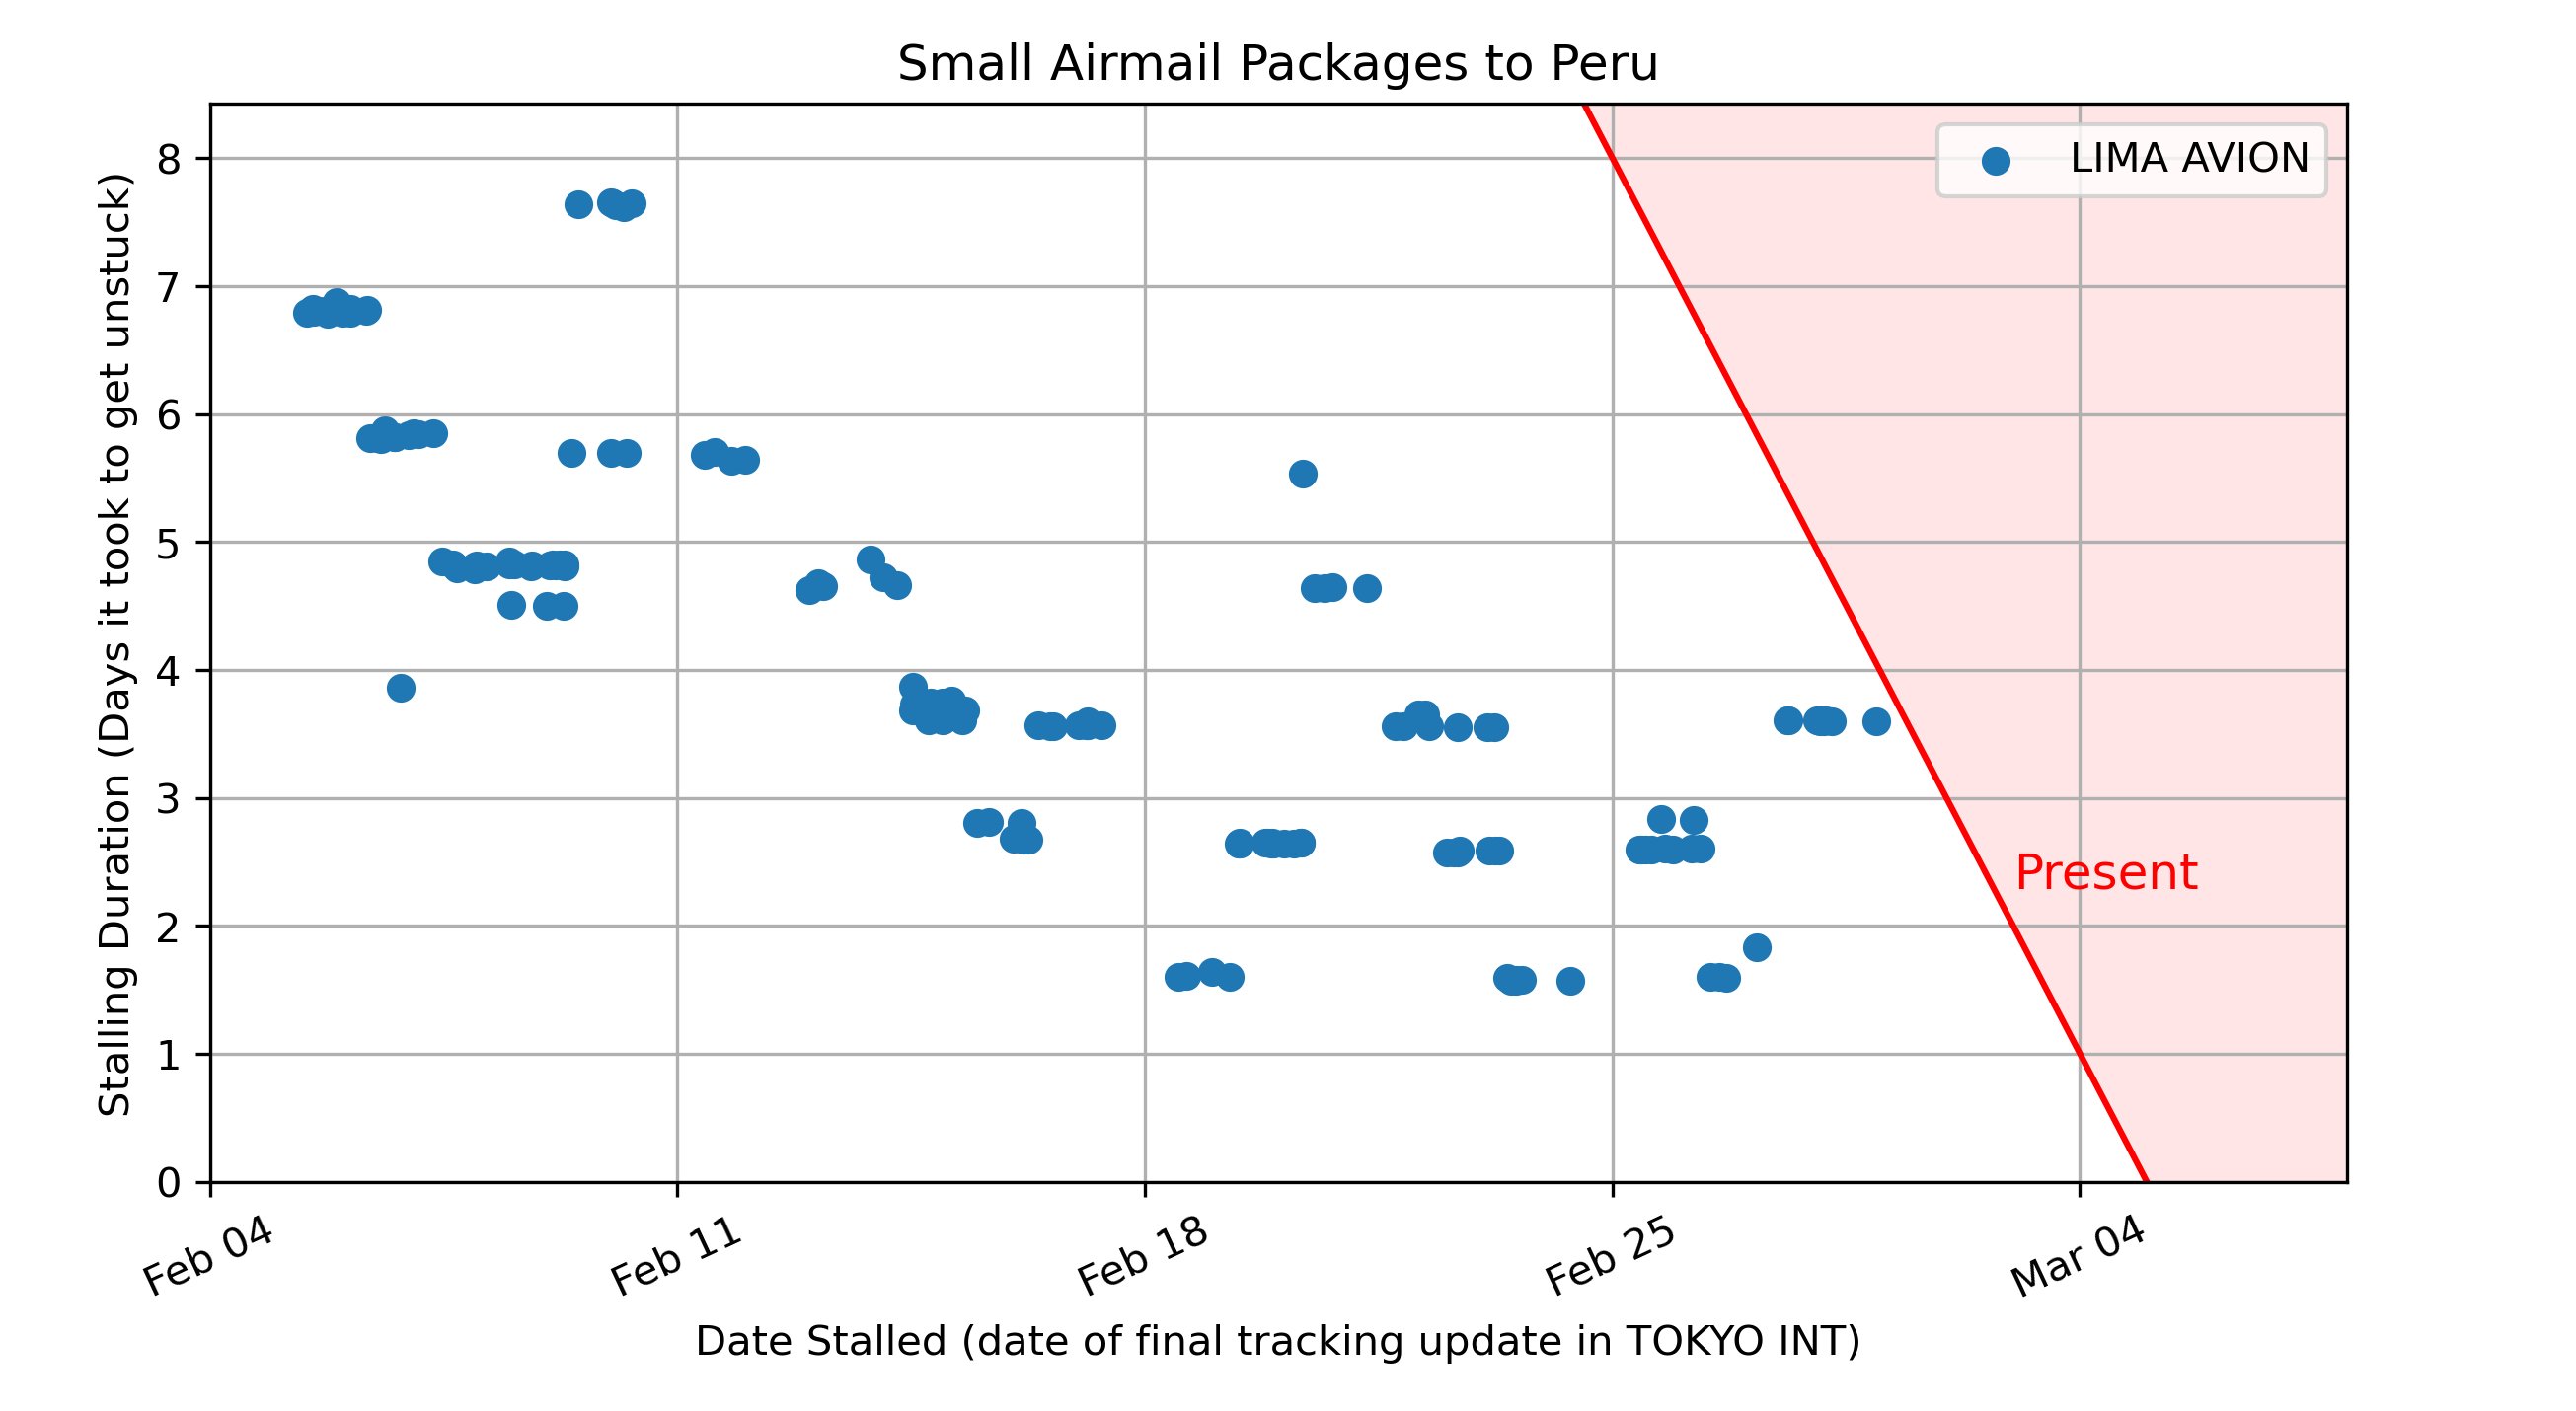 Small Airmail Packages to Peru
LIMA AVION
Stalling Duration (Days it took to get unstuck)
8
7
6
5
4
3
2
1
0
Present
Feb 04
Feb 11
Feb 18
Feb 25
Mar 04
Date Stalled (date of final tracking update in TOKYO INT)